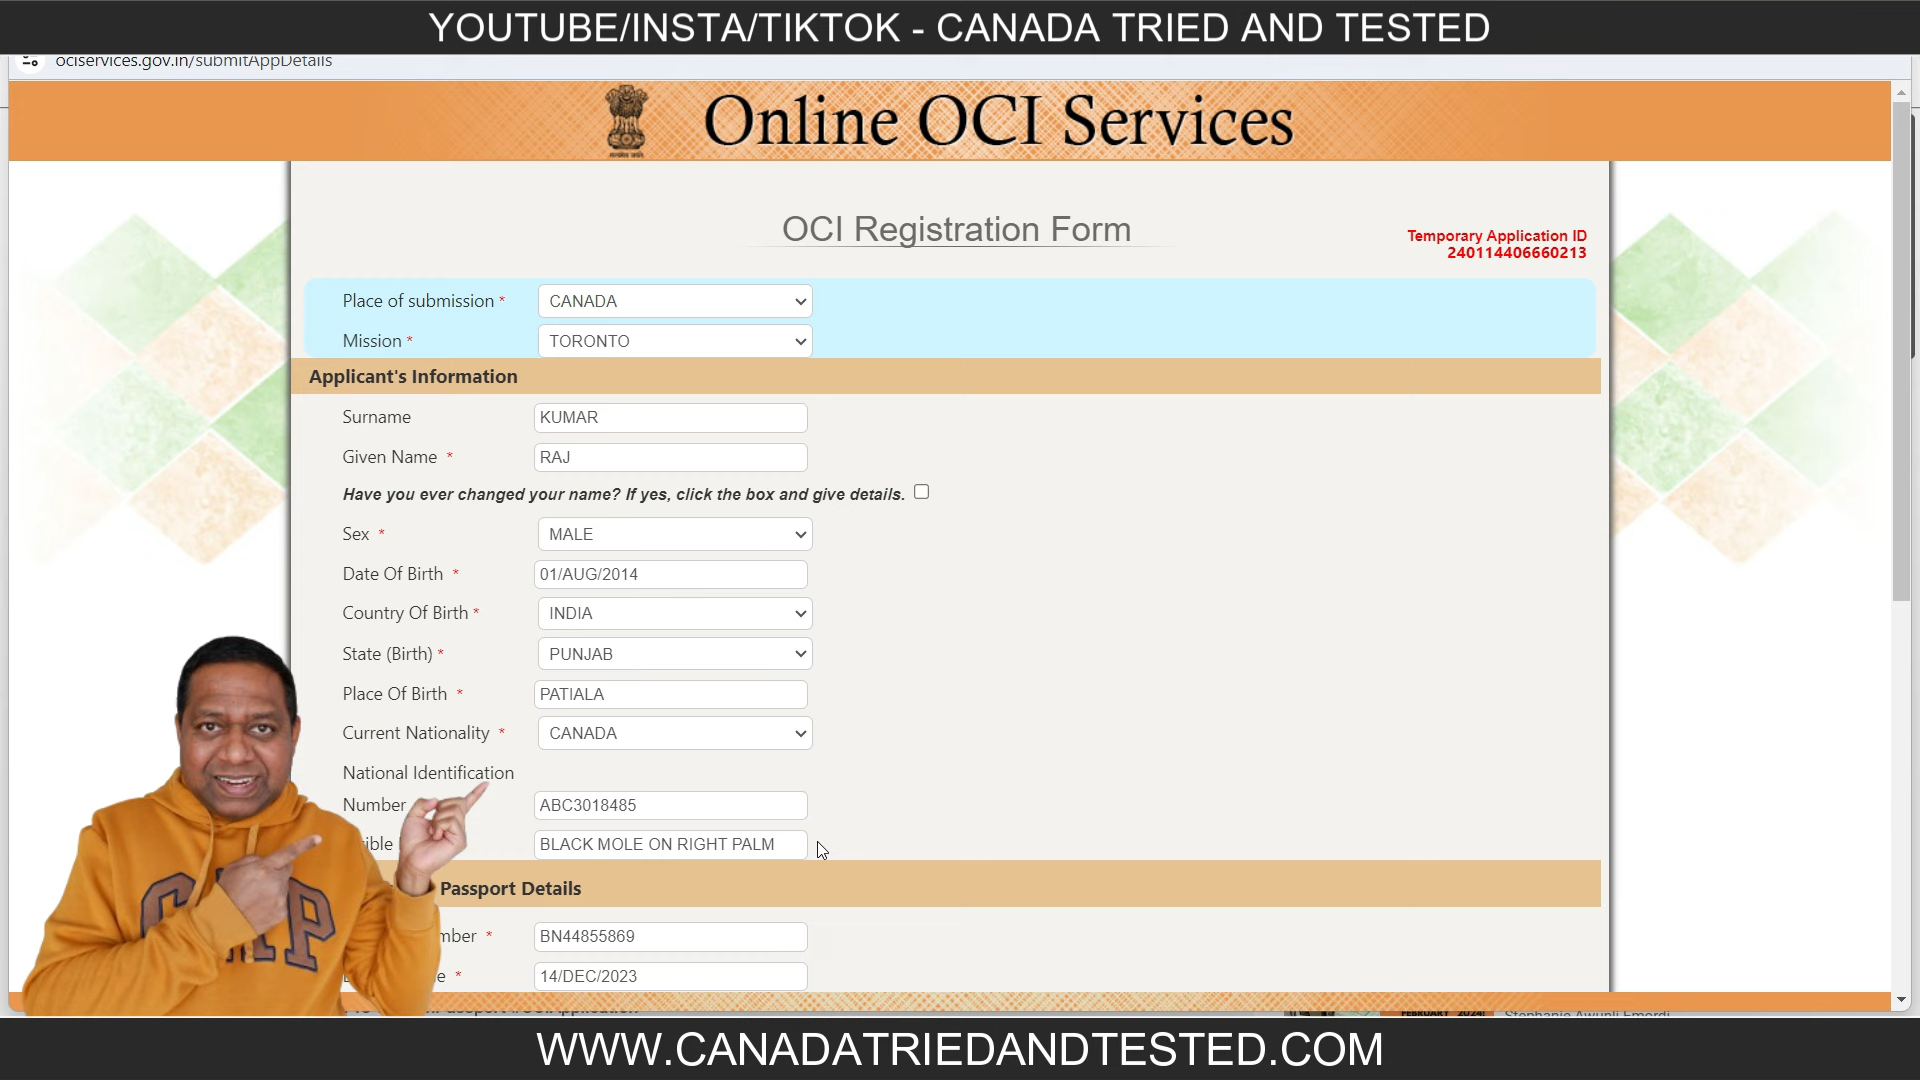 YOUTUBE/INSTA/TIKTOK - CANADA TRIED AND TESTED
ociservices.gov.in/submitAppDetails
Online OCI Services
OCI Registration Form
Temporary Application ID
240114406660213
Place of submission * CANADA
Mission * TORONTO
Applicant's Information
Surname KUMAR
Given Name * RAJ
Have you ever changed your name? If yes, click the box and give details.
Sex * MALE
Date Of Birth * 01/AUG/2014
Country Of Birth * INDIA
State (Birth) * PUNJAB
Place Of Birth * PATIALA
Current Nationality * CANADA
National Identification
Number ABC3018485
BLACK MOLE ON RIGHT PALM
Passport Details
BN44855869
14/DEC/2023
FEBRUARY 2024!
WWW.CANADATRIEDANDTESTED.COM